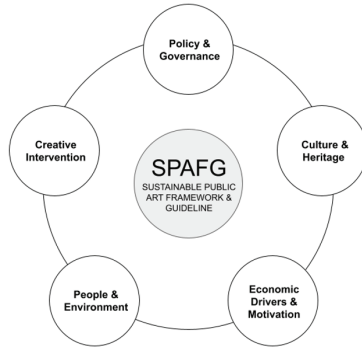 Policy &
Governance
Creative
Intervention
Culture &
Heritage
SPAFG
SUSTAINABLE PUBLIC
ART FRAMEWORK &
GUIDELINE
People &
Environment
Economic
Drivers &
Motivation